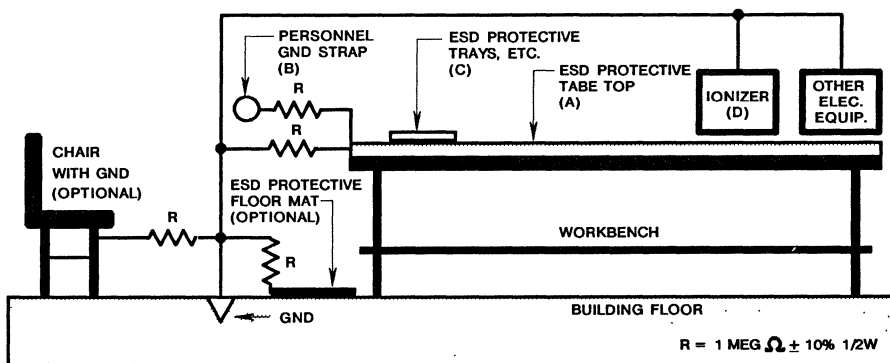 PERSONNEL
GND STRAP
(B)
ESD PROTECTIVE
TRAYS, ETC.
(C)
ESD PROTECTIVE
TABE TOP
(A)
IONIZER
(D)
OTHER
ELEC.
EQUIP.
R
R
CHAIR
WITH GND
(OPTIONAL)
ESD PROTECTIVE
FLOOR MAT
(OPTIONAL)
R
R
WORKBENCH
GND
BUILDING FLOOR
R = 1 MEG Ω ± 10% 1/2W